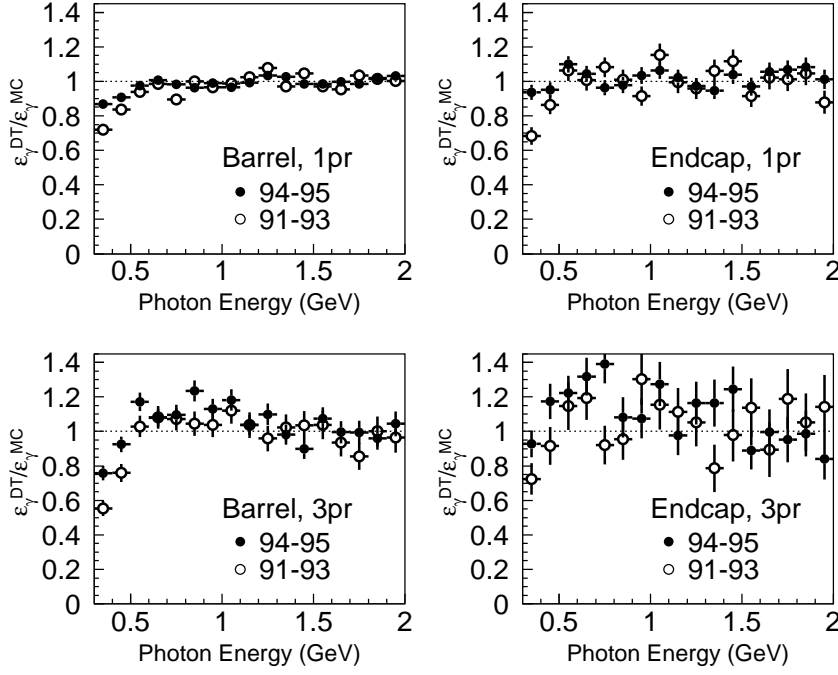 ε_γ^DT/ε_γ^MC
1.4
1.2
1
0.8
0.6
0.4
0.2
0
Barrel, 1pr
94-95
91-93
0.5 1 1.5 2
Photon Energy (GeV)
ε_γ^DT/ε_γ^MC
1.4
1.2
1
0.8
0.6
0.4
0.2
0
Endcap, 1pr
94-95
91-93
0.5 1 1.5 2
Photon Energy (GeV)
ε_γ^DT/ε_γ^MC
1.4
1.2
1
0.8
0.6
0.4
0.2
0
Barrel, 3pr
94-95
91-93
0.5 1 1.5 2
Photon Energy (GeV)
ε_γ^DT/ε_γ^MC
1.4
1.2
1
0.8
0.6
0.4
0.2
0
Endcap, 3pr
94-95
91-93
0.5 1 1.5 2
Photon Energy (GeV)